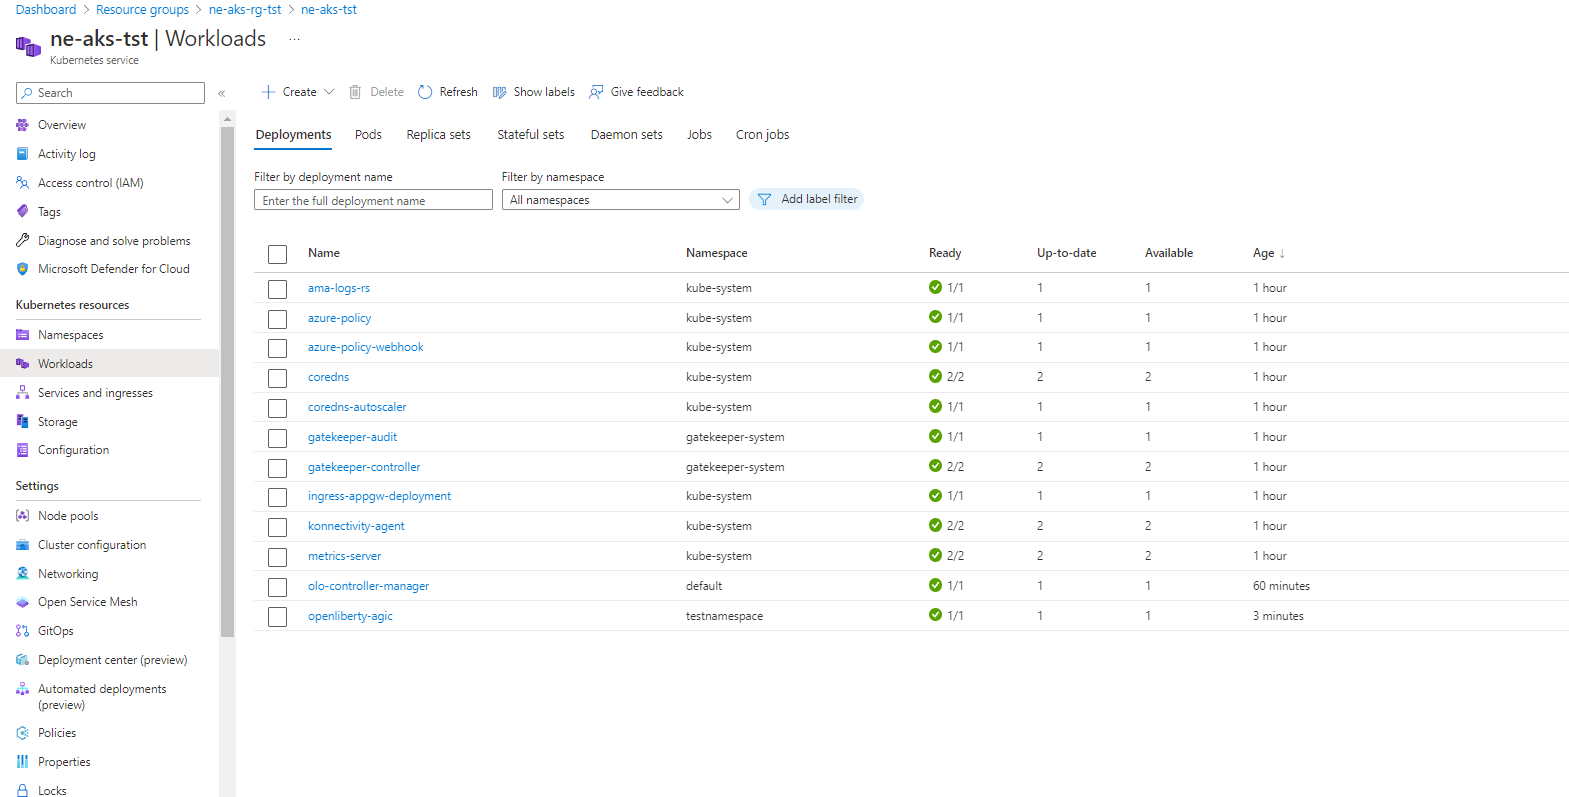 Dashboard > Resource groups > ne-aks-rg-tst > ne-aks-tst
ne-aks-tst | Workloads ...
Kubernetes service
Search «
Overview
Activity log
Access control (IAM)
Tags
Diagnose and solve problems
Microsoft Defender for Cloud
Kubernetes resources
Namespaces
Workloads
Services and ingresses
Storage
Configuration
Settings
Node pools
Cluster configuration
Networking
Open Service Mesh
GitOps
Deployment center (preview)
Automated deployments
(preview)
Policies
Properties
Locks
Create Delete Refresh Show labels Give feedback
Deployments Pods Replica sets Stateful sets Daemon sets Jobs Cron jobs
Filter by deployment name Filter by namespace
Enter the full deployment name All namespaces Add label filter
Name Namespace Ready Up-to-date Available Age ↓
ama-logs-rs kube-system 1/1 1 1 1 hour
azure-policy kube-system 1/1 1 1 1 hour
azure-policy-webhook kube-system 1/1 1 1 1 hour
coredns kube-system 2/2 2 2 1 hour
coredns-autoscaler kube-system 1/1 1 1 1 hour
gatekeeper-audit gatekeeper-system 1/1 1 1 1 hour
gatekeeper-controller gatekeeper-system 2/2 2 2 1 hour
ingress-appgw-deployment kube-system 1/1 1 1 1 hour
konnectivity-agent kube-system 2/2 2 2 1 hour
metrics-server kube-system 2/2 2 2 1 hour
olo-controller-manager default 1/1 1 1 60 minutes
openliberty-agic testnamespace 1/1 1 1 3 minutes